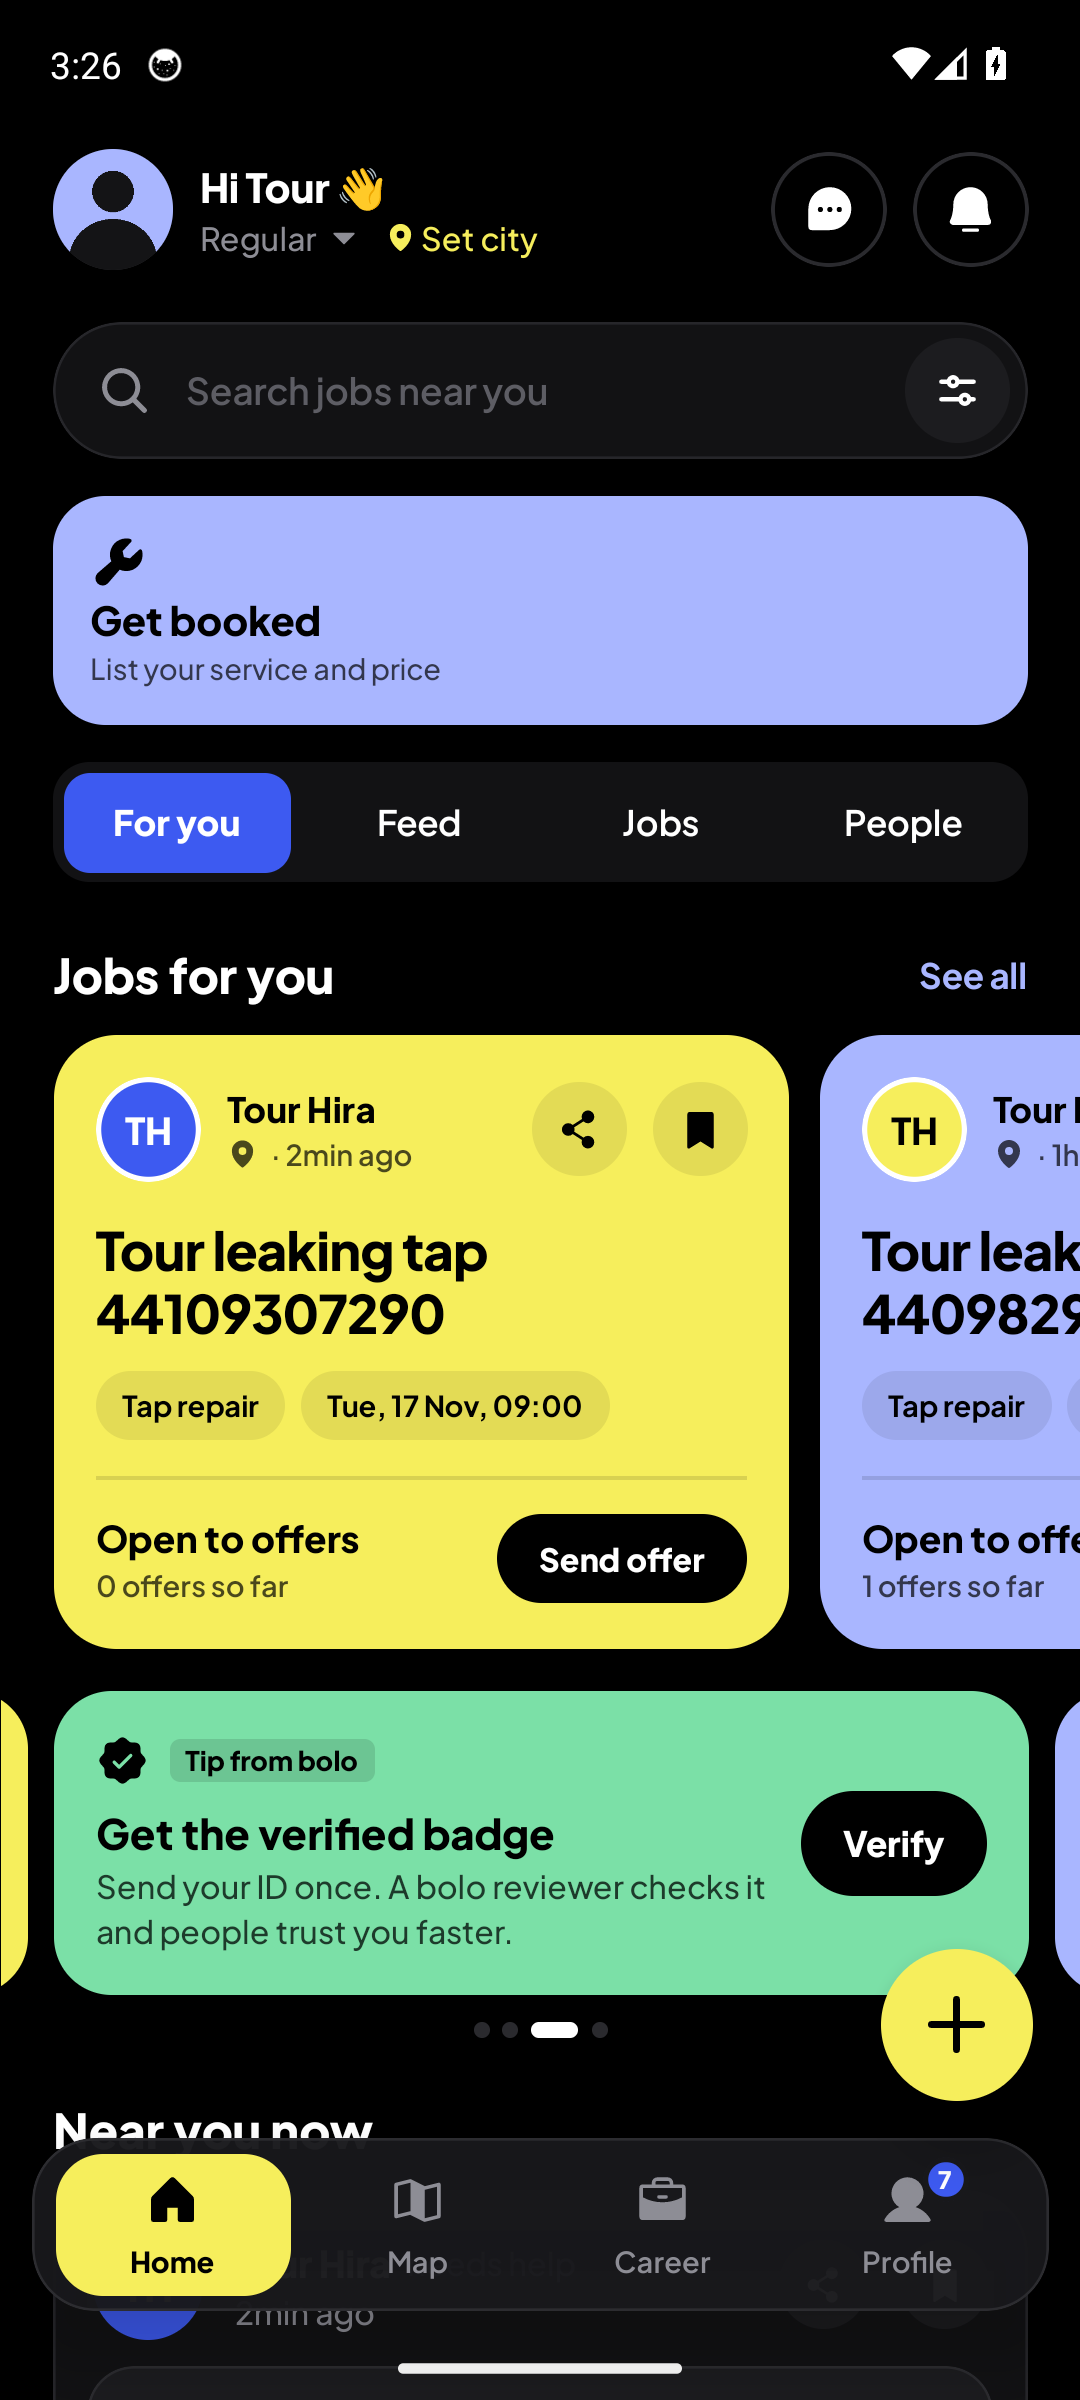 3:26
Hi Tour 👋
Regular
Set city
Search jobs near you
Get booked
List your service and price
For you
Feed
Jobs
People
Jobs for you
See all
TH
Tour Hira
· 2min ago
Tour leaking tap
44109307290
Tap repair
Tue, 17 Nov, 09:00
Open to offers
0 offers so far
Send offer
TH
Tour
· 1h
Tour leak
4409829
Tap repair
Open to offe
1 offers so far
Tip from bolo
Get the verified badge
Send your ID once. A bolo reviewer checks it
and people trust you faster.
Verify
Near you now
Home
Map
Career
Profile
7
2min ago